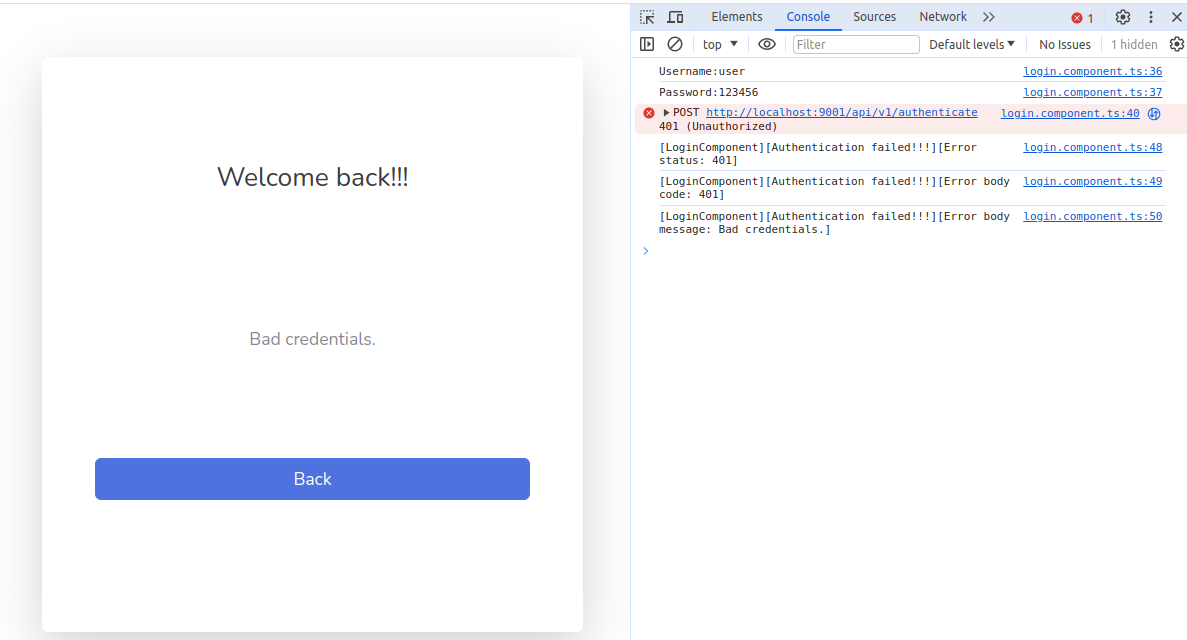 Welcome back!!!
Bad credentials.
Back
Elements Console Sources Network 1
top Filter Default levels No Issues 1 hidden
Username:user login.component.ts:36
Password:123456 login.component.ts:37
POST http://localhost:9001/api/v1/authenticate login.component.ts:40
401 (Unauthorized)
[LoginComponent][Authentication failed!!!][Error login.component.ts:48
status: 401]
[LoginComponent][Authentication failed!!!][Error body login.component.ts:49
code: 401]
[LoginComponent][Authentication failed!!!][Error body login.component.ts:50
message: Bad credentials.]